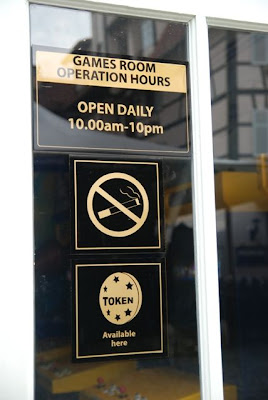 GAMES ROOM
OPERATION HOURS
OPEN DAILY
10.00am-10pm
TOKEN
Available
here